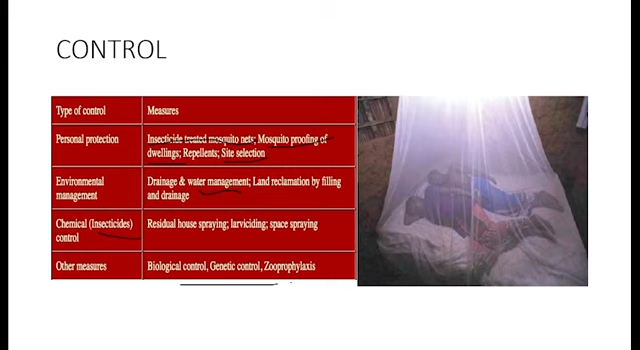 CONTROL
Type of control
Measures
Personal protection
Insecticide treated mosquito nets; Mosquito proofing of
dwellings; Repellents; Site selection
Environmental
management
Drainage & water management; Land reclamation by filling
and drainage
Chemical (Insecticides)
control
Residual house spraying; larviciding; space spraying
Other measures
Biological control, Genetic control, Zooprophylaxis